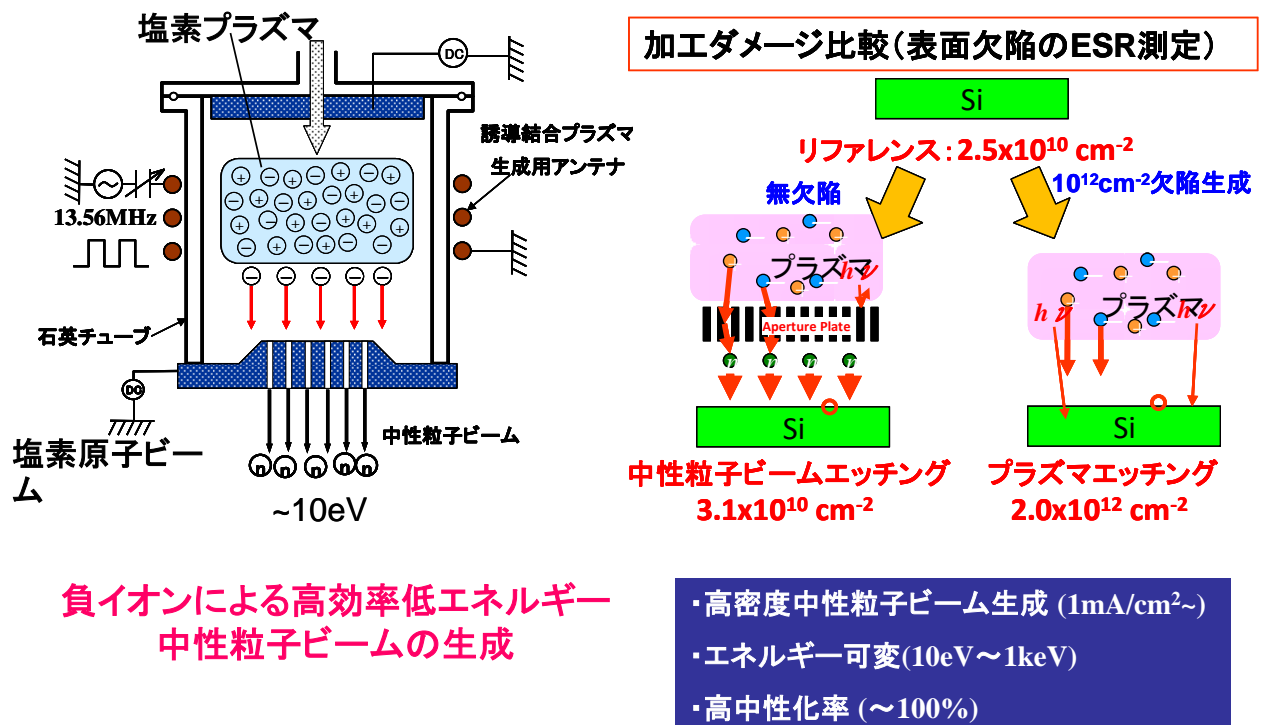 塩素プラズマ
DC
誘導結合プラズマ
生成用アンテナ
13.56MHz
石英チューブ
DC
塩素原子ビー
ム
中性粒子ビーム
n n n n n
~10eV
負イオンによる高効率低エネルギー
中性粒子ビームの生成
加工ダメージ比較(表面欠陥のESR測定)
Si
リファレンス:2.5x10¹⁰ cm⁻²
無欠陥
10¹²cm⁻²欠陥生成
プラズマ
hν
Aperture Plate
n n n n
Si
中性粒子ビームエッチング
3.1x10¹⁰ cm⁻²
プラズマ
hν hν
Si
プラズマエッチング
2.0x10¹² cm⁻²
・高密度中性粒子ビーム生成 (1mA/cm²~)
・エネルギー可変(10eV～1keV)
・高中性化率 (～100%)